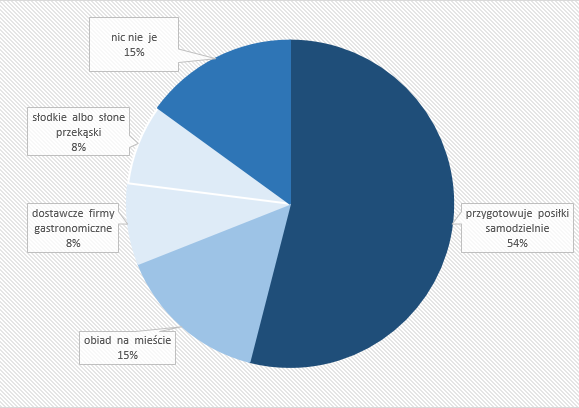 nic nie je
15%
słodkie albo słone
przekąski
8%
dostawcze firmy
gastronomiczne
8%
przygotowuje posiłki
samodzielnie
54%
obiad na mieście
15%